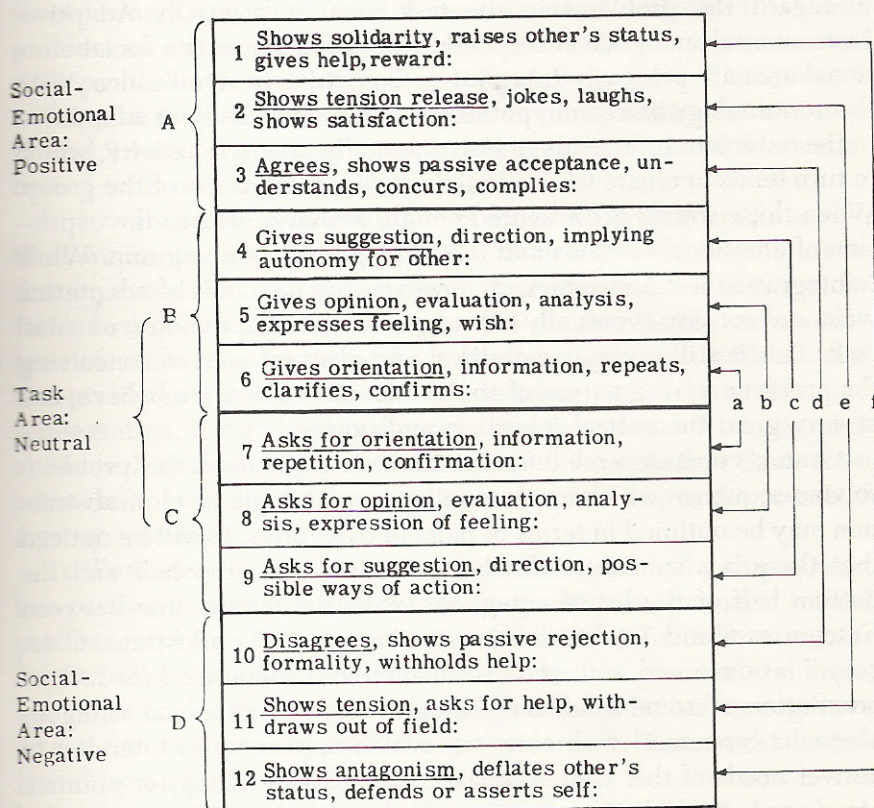 Social-
Emotional
Area:
Positive
A
1 Shows solidarity, raises other's status,
gives help, reward:
2 Shows tension release, jokes, laughs,
shows satisfaction:
3 Agrees, shows passive acceptance, un-
derstands, concurs, complies:
Task
Area:
Neutral
B
4 Gives suggestion, direction, implying
autonomy for other:
5 Gives opinion, evaluation, analysis,
expresses feeling, wish:
6 Gives orientation, information, repeats,
clarifies, confirms:
C
7 Asks for orientation, information,
repetition, confirmation:
8 Asks for opinion, evaluation, analy-
sis, expression of feeling:
9 Asks for suggestion, direction, pos-
sible ways of action:
Social-
Emotional
Area:
Negative
D
10 Disagrees, shows passive rejection,
formality, withholds help:
11 Shows tension, asks for help, with-
draws out of field:
12 Shows antagonism, deflates other's
status, defends or asserts self:
a b c d e f